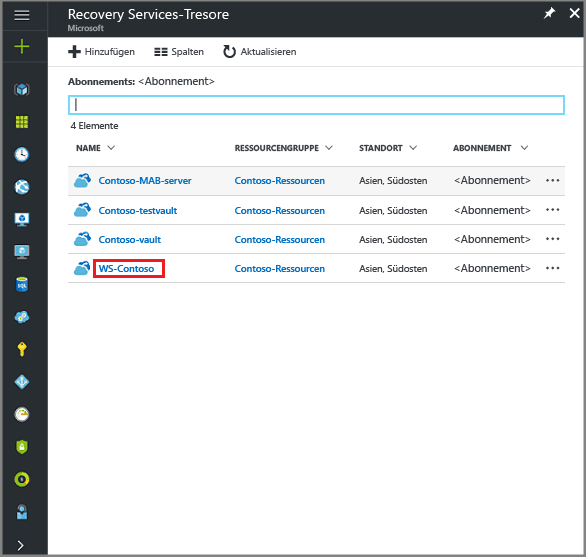 Recovery Services-Tresore
Microsoft
Hinzufügen Spalten Aktualisieren
Abonnements: <Abonnement>
4 Elemente
NAME RESSOURCENGRUPPE STANDORT ABONNEMENT
Contoso-MAB-server Contoso-Ressourcen Asien, Südosten <Abonnement>
Contoso-testvault Contoso-Ressourcen Asien, Südosten <Abonnement>
Contoso-vault Contoso-Ressourcen Asien, Südosten <Abonnement>
WS-Contoso Contoso-Ressourcen Asien, Südosten <Abonnement>
SQL